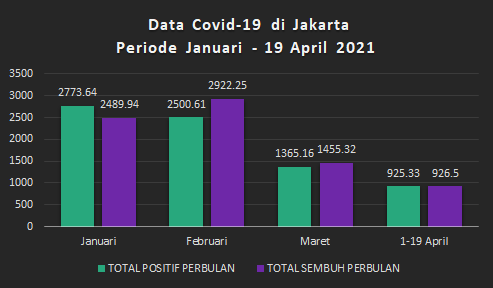 Data Covid-19 di Jakarta
Periode Januari - 19 April 2021
3500
3000
2500
2000
1500
1000
500
0
2773.64
2489.94
2500.61
2922.25
1365.16
1455.32
925.33
926.5
Januari
Februari
Maret
1-19 April
TOTAL POSITIF PERBULAN
TOTAL SEMBUH PERBULAN